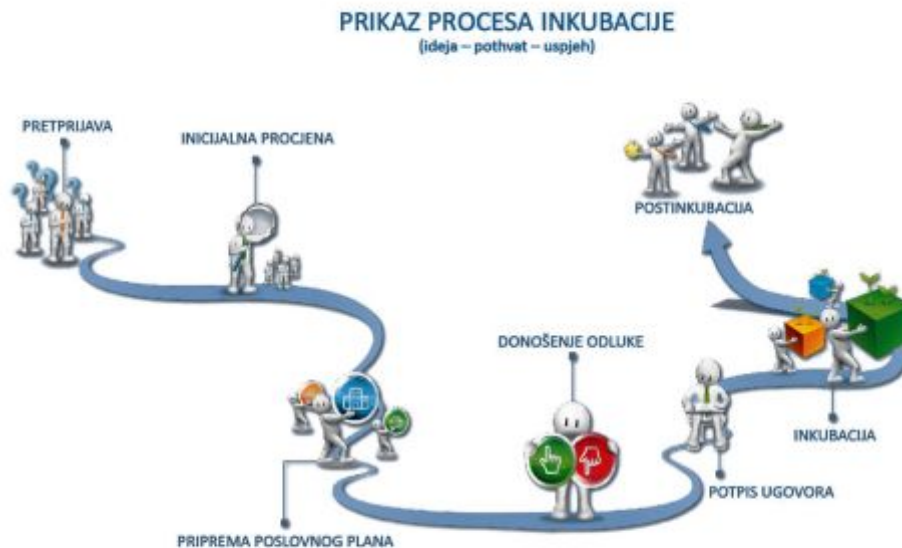 PRIKAZ PROCESA INKUBACIJE
(ideja – pothvat – uspjeh)
PRETPRIJAVA
INICIJALNA PROCJENA
PRIPREMA POSLOVNOG PLANA
DONOŠENJE ODLUKE
POTPIS UGOVORA
INKUBACIJA
POSTINKUBACIJA